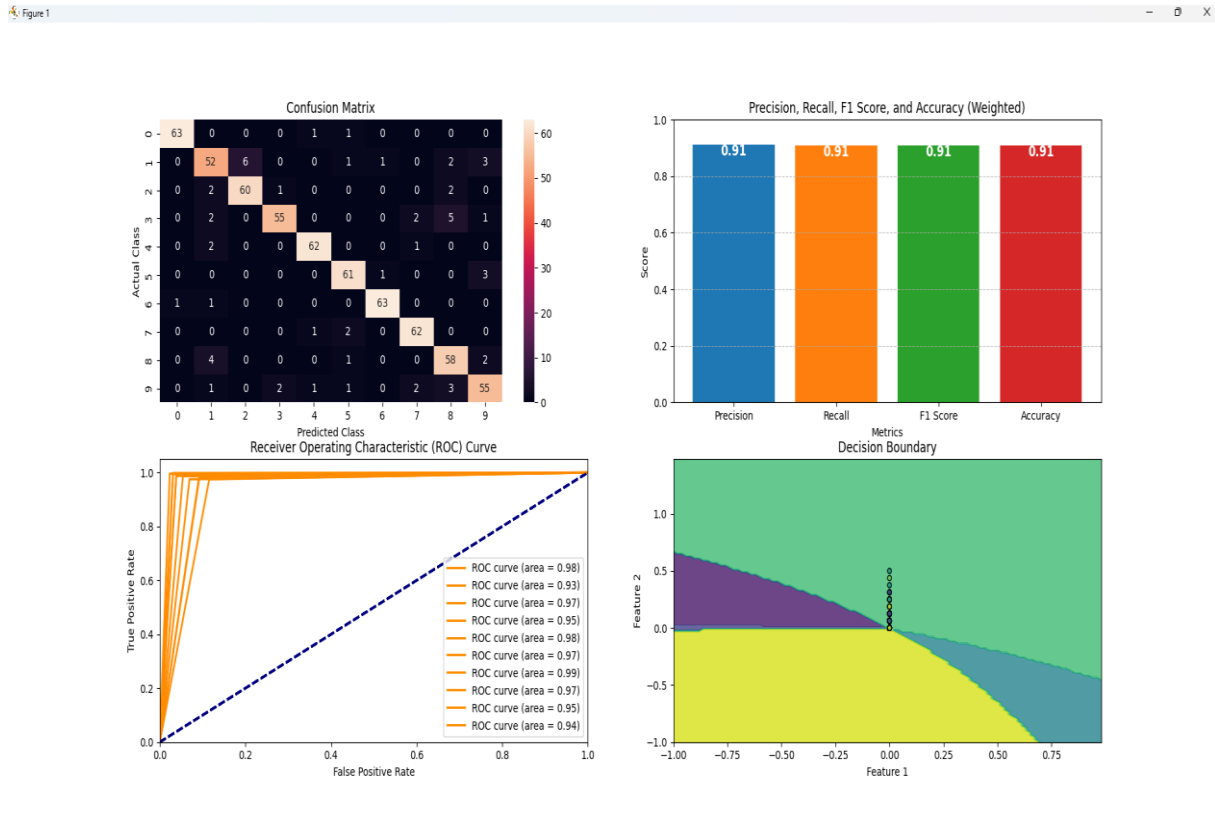 Figure 1
Confusion Matrix
Actual Class
0 63 0 0 0 1 1 0 0 0 0
1 0 52 6 0 0 1 1 0 2 3
2 0 2 60 1 0 0 0 0 2 0
3 0 2 0 55 0 0 0 2 5 1
4 0 2 0 0 62 0 0 1 0 0
5 0 0 0 0 0 61 1 0 0 3
6 1 1 0 0 0 0 63 0 0 0
7 0 0 0 0 1 2 0 62 0 0
8 0 4 0 0 0 1 0 0 58 2
9 0 1 0 2 1 1 0 2 3 55
0 1 2 3 4 5 6 7 8 9
Predicted Class
60
50
40
30
20
10
0
Precision, Recall, F1 Score, and Accuracy (Weighted)
Score
1.0
0.8
0.6
0.4
0.2
0.0
0.91 0.91 0.91 0.91
Precision Recall F1 Score Accuracy
Metrics
Receiver Operating Characteristic (ROC) Curve
True Positive Rate
1.0
0.8
0.6
0.4
0.2
0.0
ROC curve (area = 0.98)
ROC curve (area = 0.93)
ROC curve (area = 0.97)
ROC curve (area = 0.95)
ROC curve (area = 0.98)
ROC curve (area = 0.97)
ROC curve (area = 0.99)
ROC curve (area = 0.97)
ROC curve (area = 0.95)
ROC curve (area = 0.94)
0.0 0.2 0.4 0.6 0.8 1.0
False Positive Rate
Decision Boundary
Feature 2
1.0
0.5
0.0
−0.5
−1.0
−1.00 −0.75 −0.50 −0.25 0.00 0.25 0.50 0.75
Feature 1